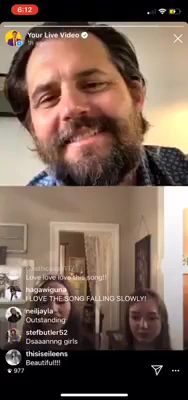 6:12
Your Live Video
Love love love this song!!
hagawiguna
I LOVE THE SONG FALLING SLOWLY!
neiljayla
Outstanding
stefbutler52
Dsaaannng girls
thisiseileens
Beautiful!!!
977